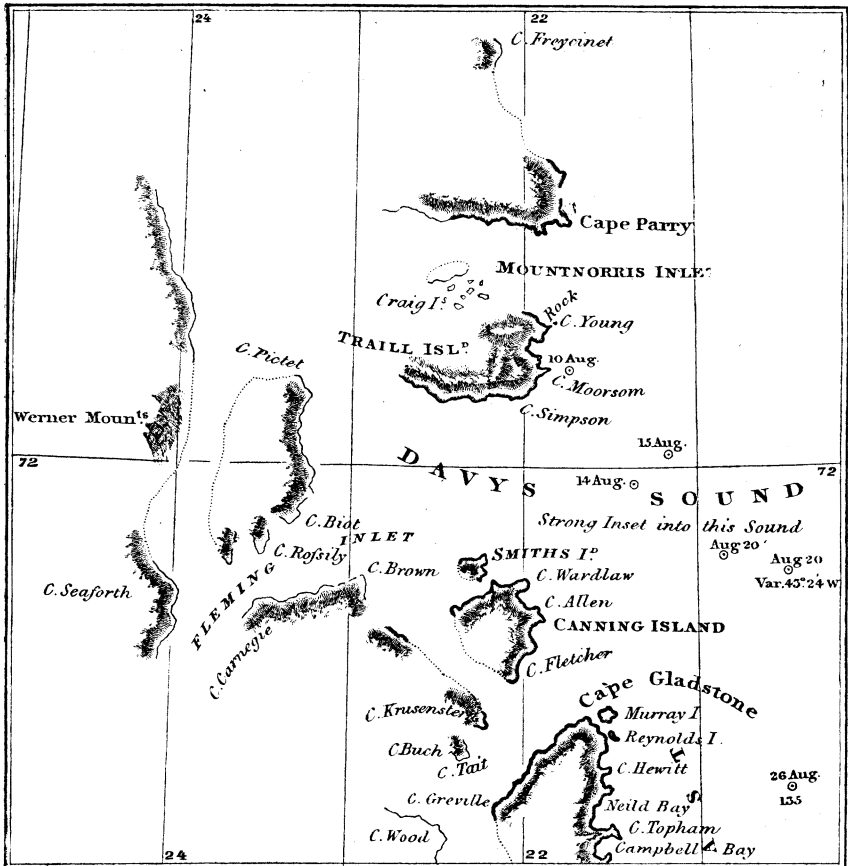 24
22
C. Freycinet
Cape Parry
MOUNTNORRIS INLET
Craig Is.
Rock
C. Young
TRAILL ISLD.
10 Aug.
C. Pictet
C. Moorsom
C. Simpson
Werner Mounts.
15 Aug.
72
72
DAVYS SOUND
14 Aug.
Strong Inset into this Sound
C. Biot
FLEMING INLET
C. Rofsily
SMITHS ID.
Aug 20
Aug 20
Var. 45° 24' W
C. Brown
C. Wardlaw
C. Seaforth
C. Allen
CANNING ISLAND
C. Carnegie
C. Fletcher
Cape Gladstone
C. Krusenstern
Murray I
Reynolds I.
C. Buch
C. Tait
C. Hewitt
26 Aug.
135
C. Greville
Neild Bay
C. Wood
C. Topham
Campbell Bay
24
22